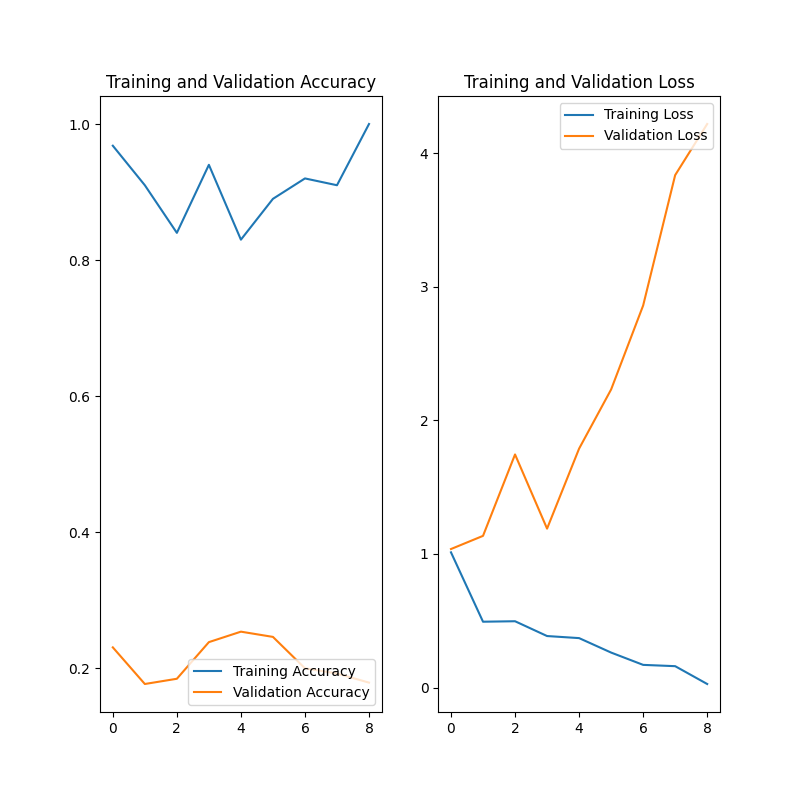 Training and Validation Accuracy
1.0
0.8
0.6
0.4
0.2
0 2 4 6 8
Training Accuracy
Validation Accuracy
Training and Validation Loss
4
3
2
1
0
0 2 4 6 8
Training Loss
Validation Loss